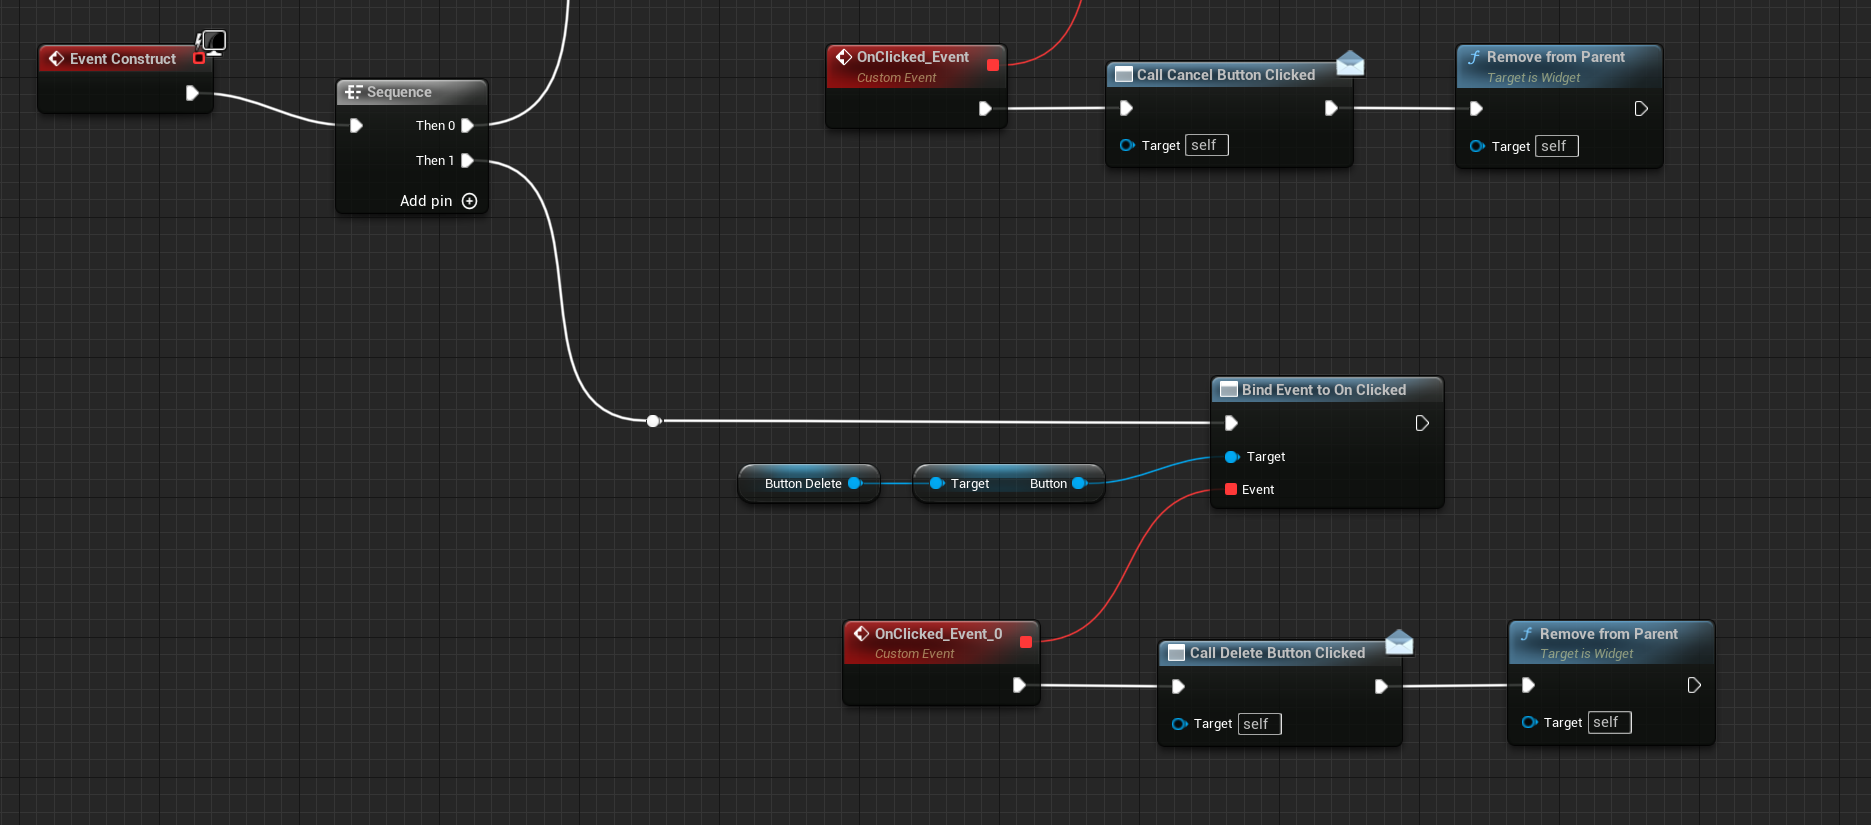 Event Construct
Sequence
Then 0
Then 1
Add pin
OnClicked_Event
Custom Event
Call Cancel Button Clicked
Target self
Remove from Parent
Target is Widget
Target self
Bind Event to On Clicked
Target
Event
Button Delete
Target Button
OnClicked_Event_0
Custom Event
Call Delete Button Clicked
Target self
Remove from Parent
Target is Widget
Target self